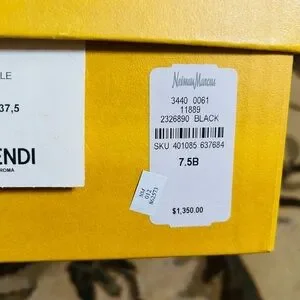 LE
37,5
ENDI
ROMA
Neiman Marcus
3440 0061
11889
2326890 BLACK
SKU 401085 637684
7.5B
$1,350.00